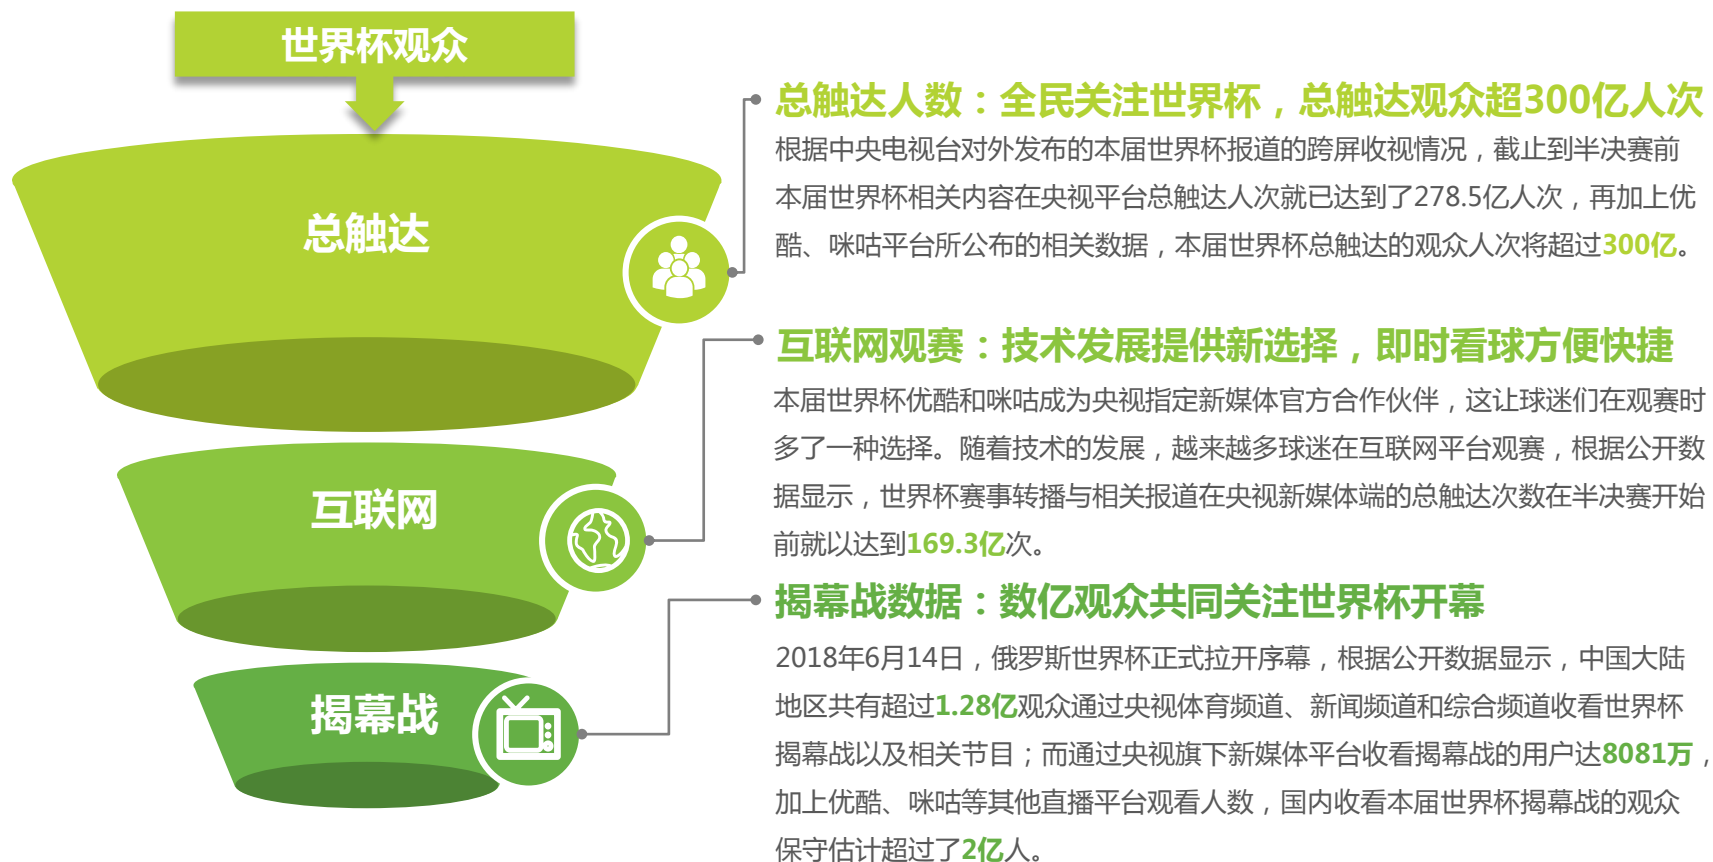 世界杯观众
总触达
互联网
揭幕战
总触达人数：全民关注世界杯，总触达观众超300亿人次
根据中央电视台对外发布的本届世界杯报道的跨屏收视情况，截止到半决赛前
本届世界杯相关内容在央视平台总触达人次就已达到了278.5亿人次，再加上优
酷、咪咕平台所公布的相关数据，本届世界杯总触达的观众人次将超过300亿。
互联网观赛：技术发展提供新选择，即时看球方便快捷
本届世界杯优酷和咪咕成为央视指定新媒体官方合作伙伴，这让球迷们在观赛时
多了一种选择。随着技术的发展，越来越多球迷在互联网平台观赛，根据公开数
据显示，世界杯赛事转播与相关报道在央视新媒体端的总触达次数在半决赛开始
前就以达到169.3亿次。
揭幕战数据：数亿观众共同关注世界杯开幕
2018年6月14日，俄罗斯世界杯正式拉开序幕，根据公开数据显示，中国大陆
地区共有超过1.28亿观众通过央视体育频道、新闻频道和综合频道收看世界杯
揭幕战以及相关节目；而通过央视旗下新媒体平台收看揭幕战的用户达8081万，
加上优酷、咪咕等其他直播平台观看人数，国内收看本届世界杯揭幕战的观众
保守估计超过了2亿人。